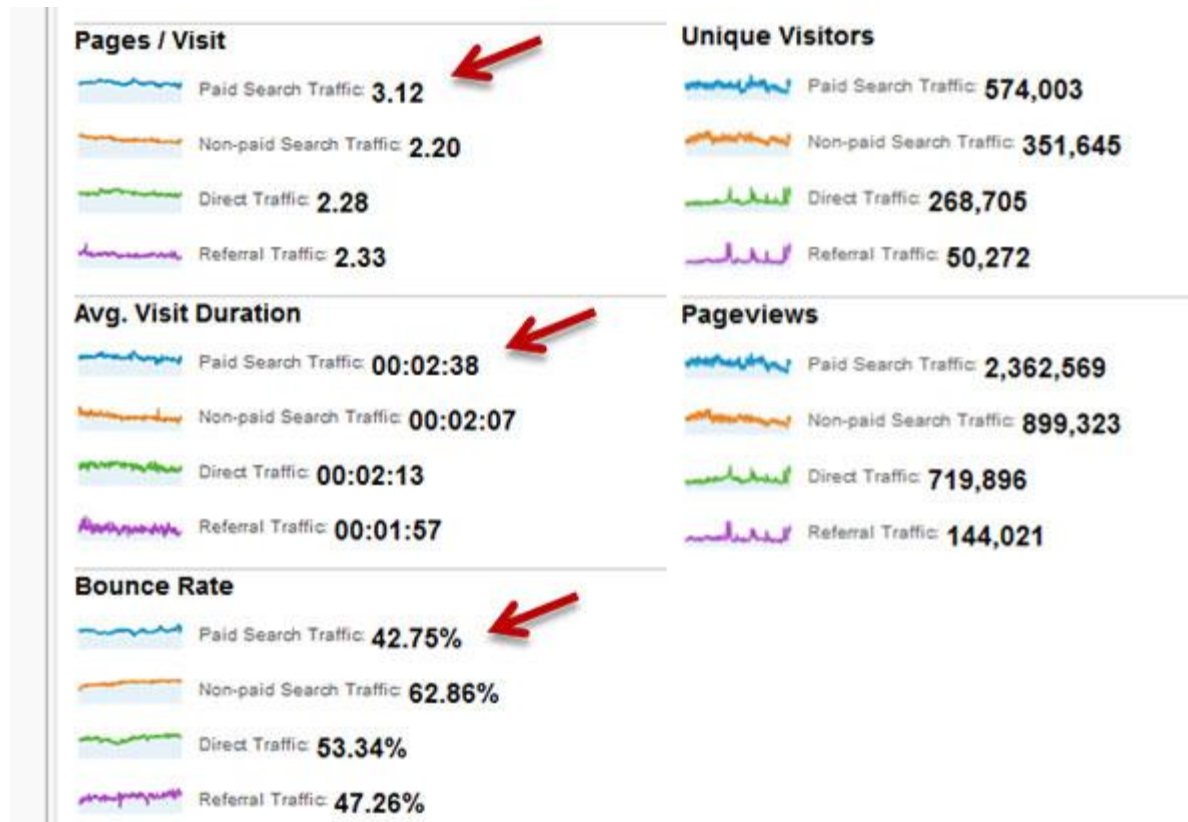 Pages / Visit
Paid Search Traffic: 3.12
Non-paid Search Traffic: 2.20
Direct Traffic: 2.28
Referral Traffic: 2.33
Avg. Visit Duration
Paid Search Traffic: 00:02:38
Non-paid Search Traffic: 00:02:07
Direct Traffic: 00:02:13
Referral Traffic: 00:01:57
Bounce Rate
Paid Search Traffic: 42.75%
Non-paid Search Traffic: 62.86%
Direct Traffic: 53.34%
Referral Traffic: 47.26%
Unique Visitors
Paid Search Traffic: 574,003
Non-paid Search Traffic: 351,645
Direct Traffic: 268,705
Referral Traffic: 50,272
Pageviews
Paid Search Traffic: 2,362,569
Non-paid Search Traffic: 899,323
Direct Traffic: 719,896
Referral Traffic: 144,021